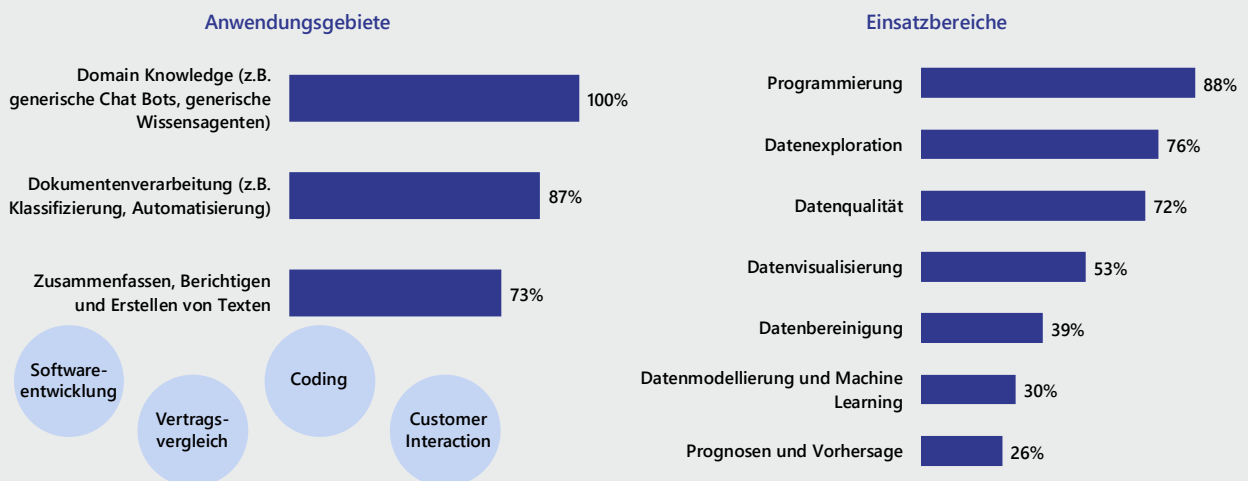 Anwendungsgebiete
Domain Knowledge (z.B.
generische Chat Bots, generische
Wissensagenten)
100%
Dokumentenverarbeitung (z.B.
Klassifizierung, Automatisierung)
87%
Zusammenfassen, Berichtigen
und Erstellen von Texten
73%
Software-
entwicklung
Vertrags-
vergleich
Coding
Customer
Interaction
Einsatzbereiche
Programmierung
88%
Datenexploration
76%
Datenqualität
72%
Datenvisualisierung
53%
Datenbereinigung
39%
Datenmodellierung und Machine
Learning
30%
Prognosen und Vorhersage
26%